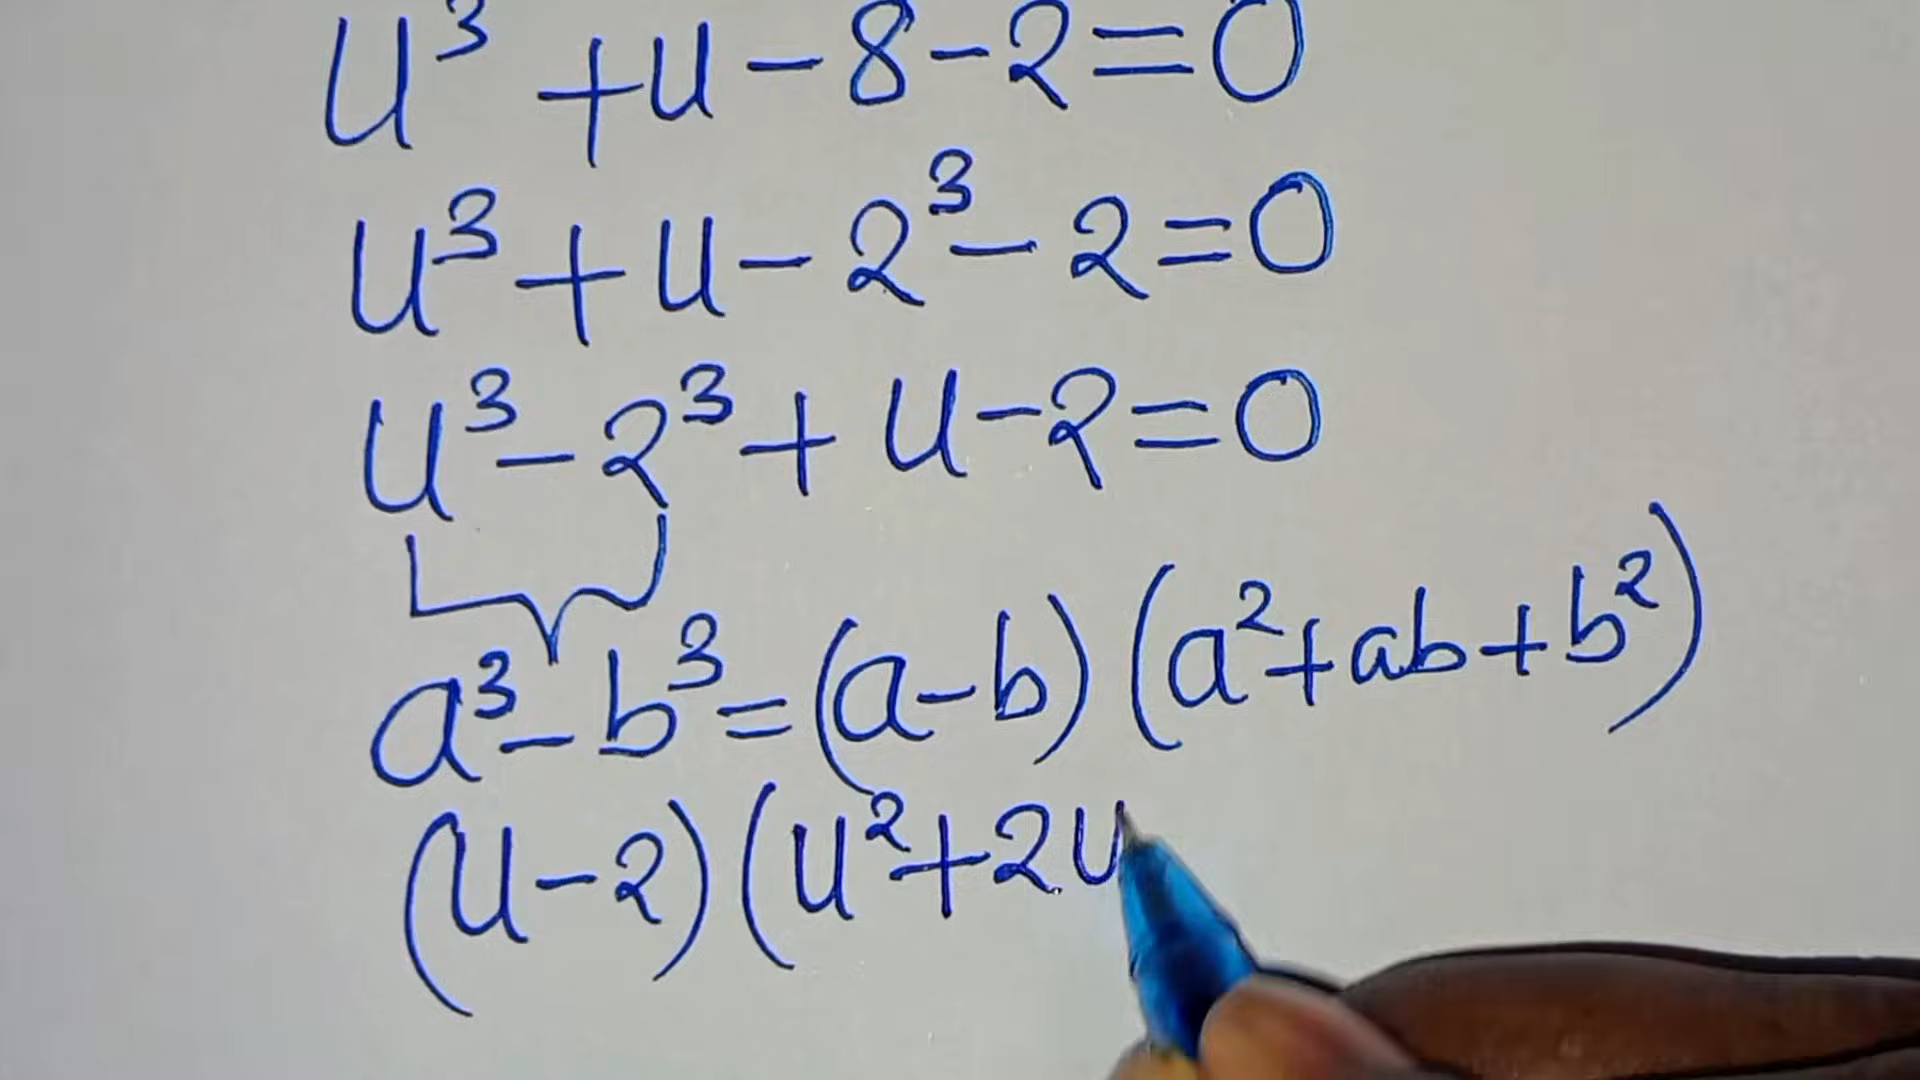 u³ + u - 8 - 2 = 0
u³ + u - 2³ - 2 = 0
u³ - 2³ + u - 2 = 0
a³ - b³ = (a - b) (a² + ab + b²)
(u - 2) (u² + 2u